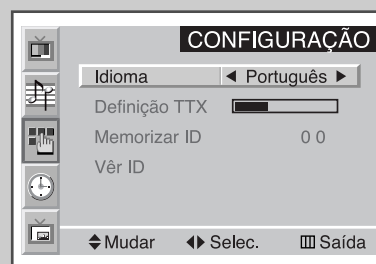 CONFIGURAÇÃO
Idioma ◀ Português ▶
Definição TTX
Memorizar ID 0 0
Vêr ID
Mudar Selec. Saída